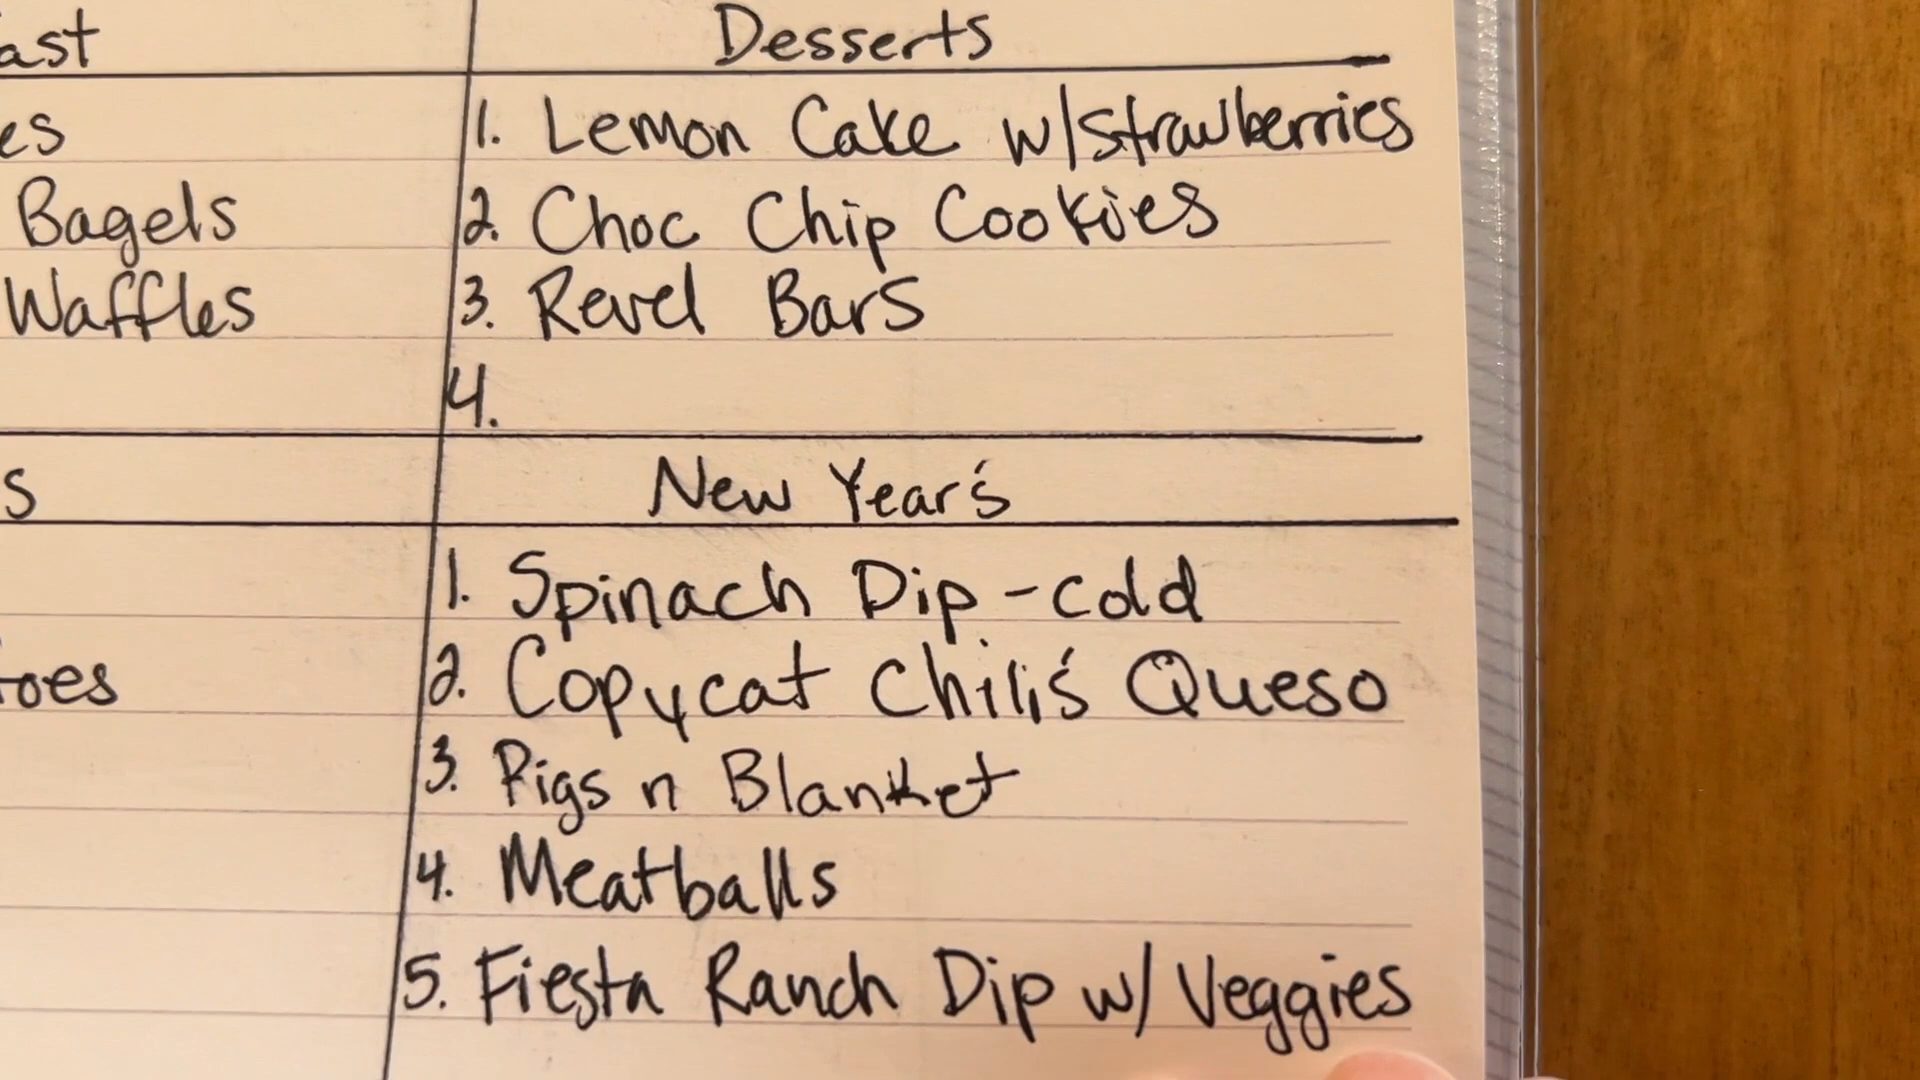 ast
es
Bagels
Waffles
s
toes
Desserts
1. Lemon Cake w/Strawberries
2. Choc Chip Cookies
3. Revel Bars
4.
New Year's
1. Spinach Dip - cold
2. Copycat Chili's Queso
3. Pigs n Blanket
4. Meatballs
5. Fiesta Ranch Dip w/ Veggies